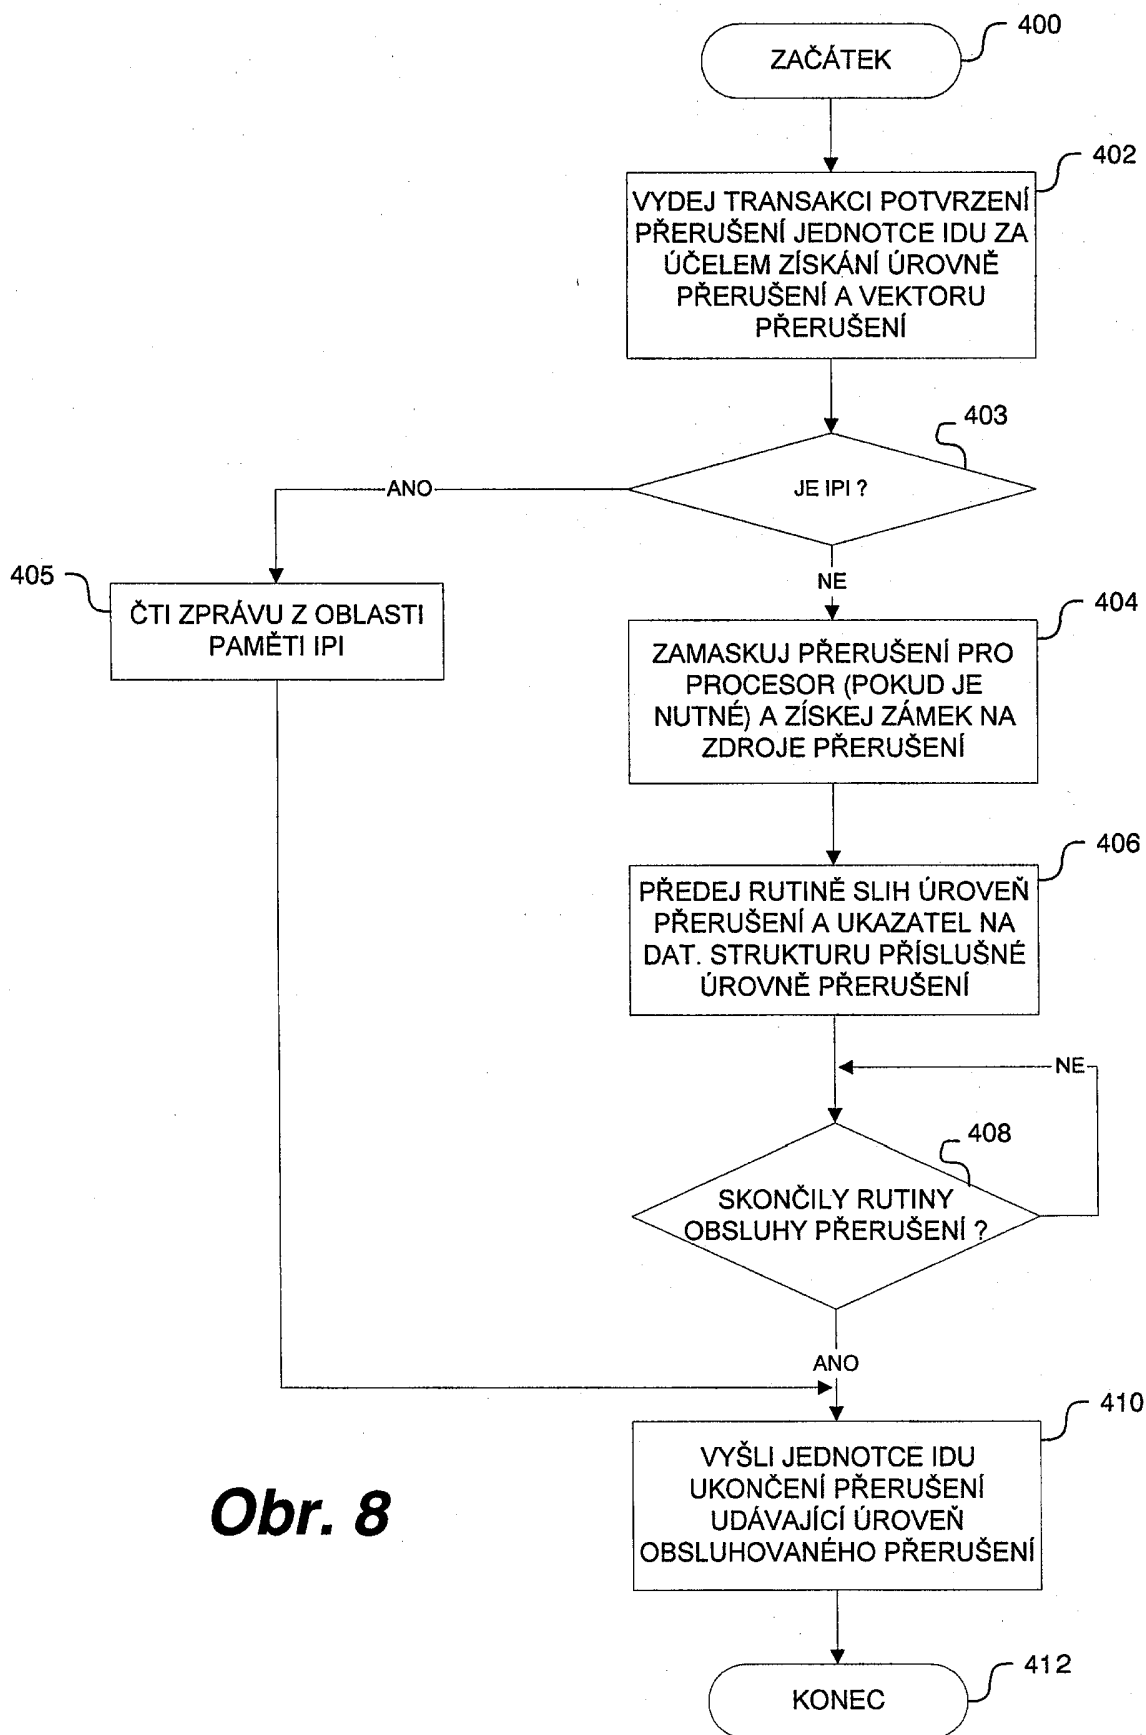 400
ZAČÁTEK
402
VYDEJ TRANSAKCI POTVRZENÍ
PŘERUŠENÍ JEDNOTCE IDU ZA
ÚČELEM ZÍSKÁNÍ ÚROVNĚ
PŘERUŠENÍ A VEKTORU
PŘERUŠENÍ
403
JE IPI ?
ANO
NE
405
ČTI ZPRÁVU Z OBLASTI
PAMĚTI IPI
404
ZAMASKUJ PŘERUŠENÍ PRO
PROCESOR (POKUD JE
NUTNÉ) A ZÍSKEJ ZÁMEK NA
ZDROJE PŘERUŠENÍ
406
PŘEDEJ RUTINĚ SLIH ÚROVEŇ
PŘERUŠENÍ A UKAZATEL NA
DAT. STRUKTURU PŘÍSLUŠNÉ
ÚROVNĚ PŘERUŠENÍ
NE
408
SKONČILY RUTINY
OBSLUHY PŘERUŠENÍ ?
ANO
410
VYŠLI JEDNOTCE IDU
UKONČENÍ PŘERUŠENÍ
UDÁVAJÍCÍ ÚROVEŇ
OBSLUHOVANÉHO PŘERUŠENÍ
Obr. 8
412
KONEC